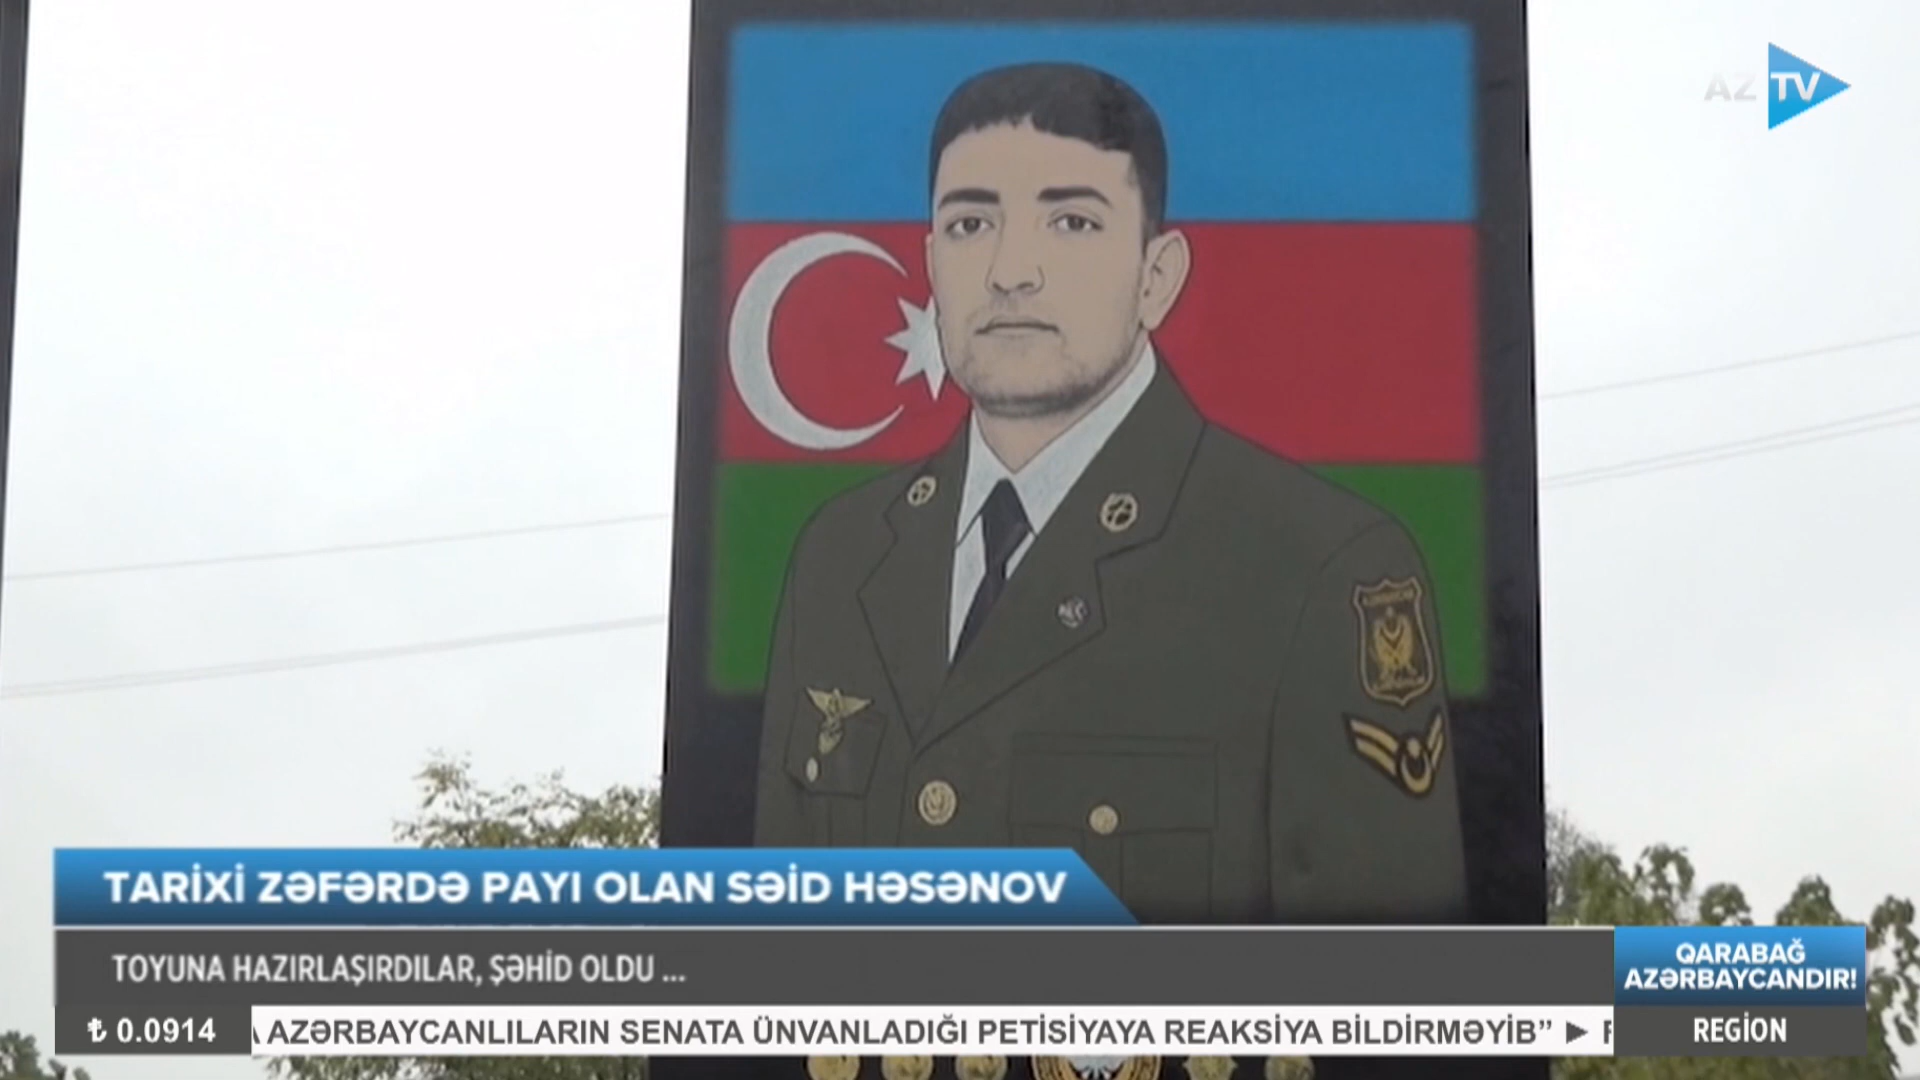 AZ TV
TARİXİ ZƏFƏRDƏ PAYI OLAN SƏİD HƏSƏNOV
TOYUNA HAZIRLAŞIRDILAR, ŞƏHİD OLDU ...
QARABAĞ
AZƏRBAYCANDIR!
₺ 0.0914
AZƏRBAYCANLILARIN SENATA ÜNVANLADIĞI PETİSİYAYA REAKSİYA BİLDİRMƏYİB” ►
REGİON